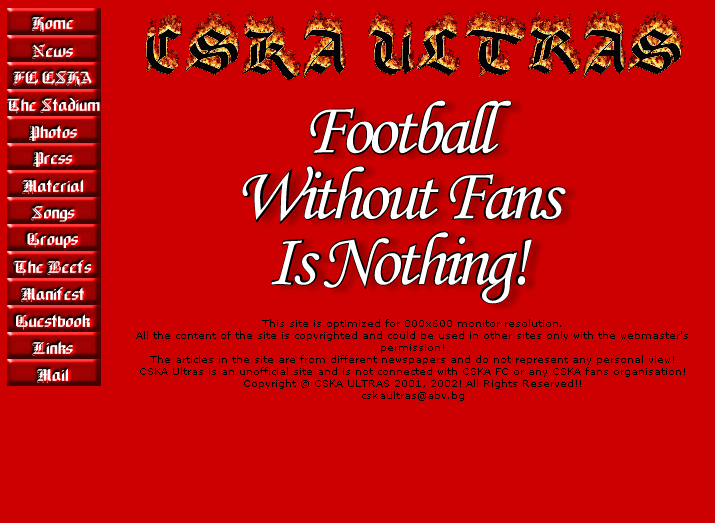 CSKA ULTRAS
Home
News
FC CSKA
The Stadium
Photos
Press
Material
Songs
Groups
The Beefs
Manifest
Guestbook
Links
Mail
Football
Without Fans
Is Nothing!
This site is optimized for 800x600 monitor resolution.
All the content of the site is copyrighted and could be used in other sites only with the webmaster's
permission!
The articles in the site are from different newspapers and do not represent any personal view!
CSKA Ultras is an unofficial site and is not connected with CSKA FC or any CSKA fans organisation!
Copyright @ CSKA ULTRAS 2001, 2002! All Rights Reserved!!
cskaultras@abv.bg